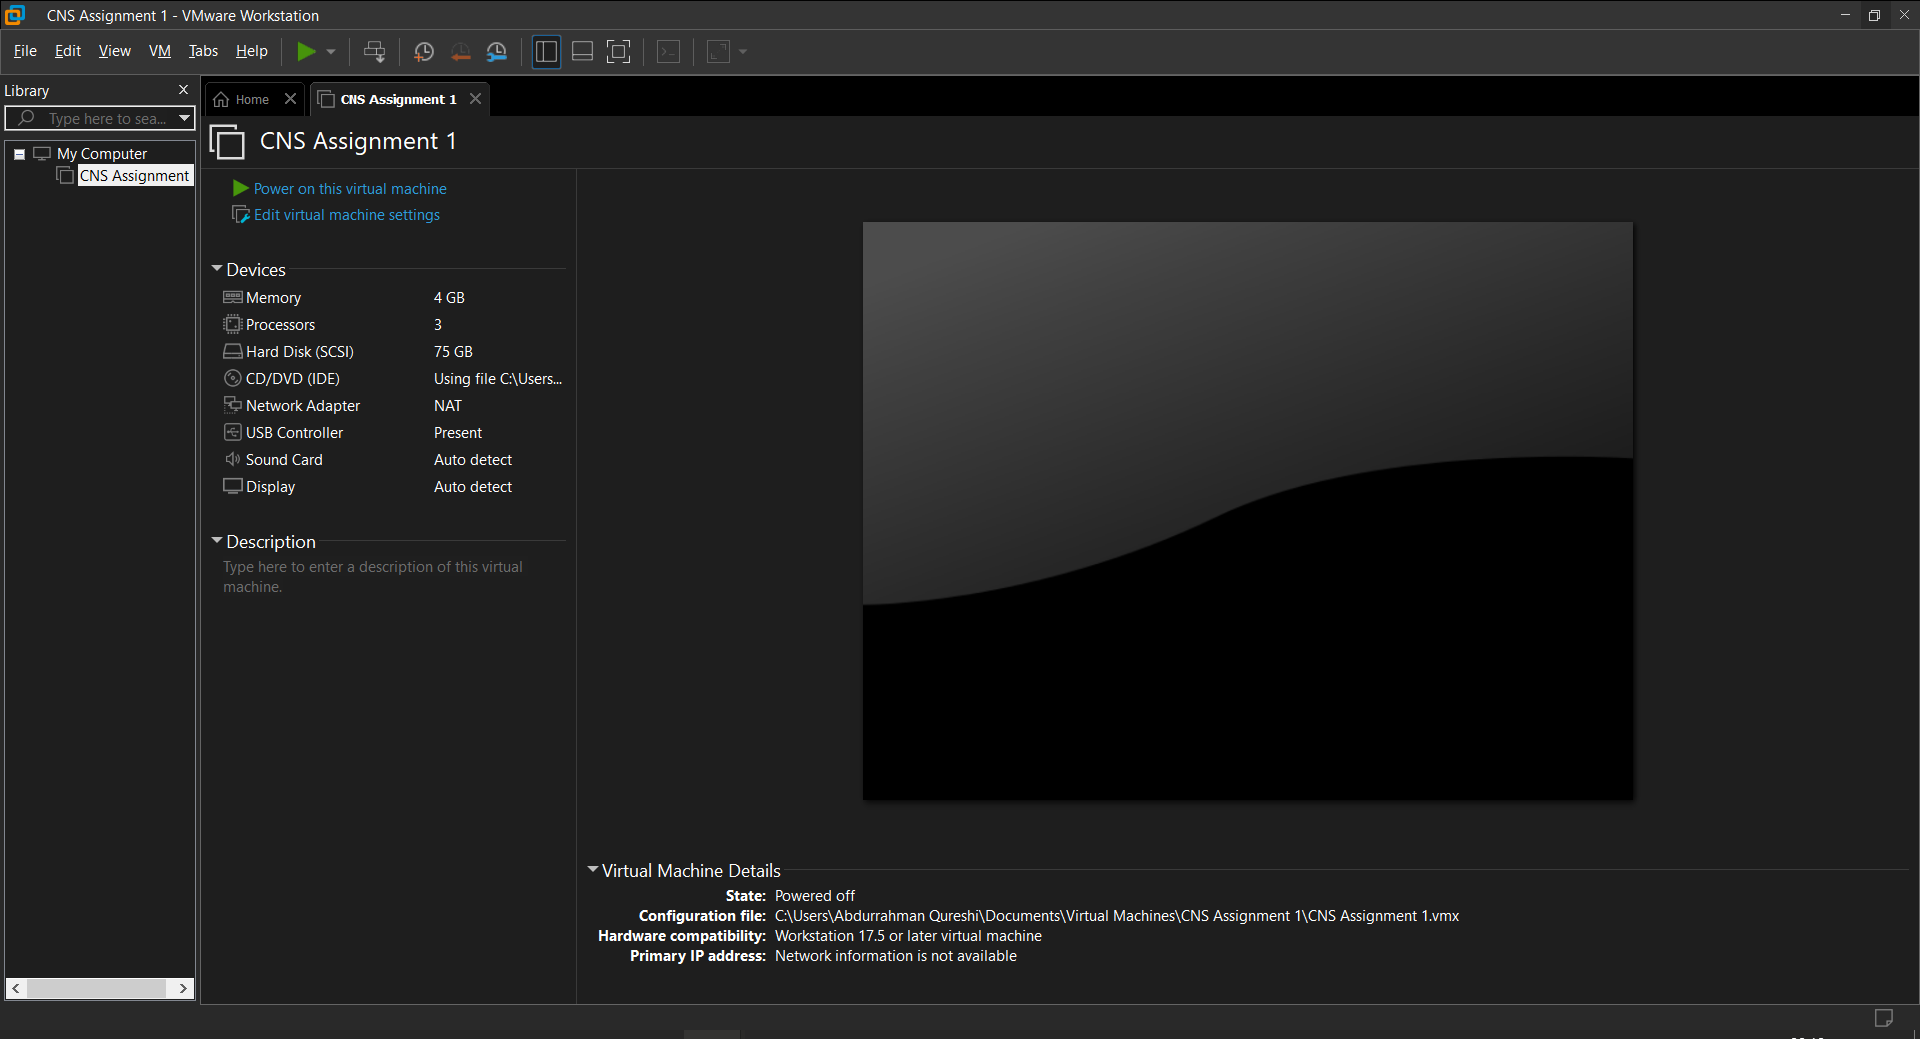 CNS Assignment 1 - VMware Workstation
File Edit View VM Tabs Help
Library
Type here to sea...
My Computer
CNS Assignment
Home
CNS Assignment 1
CNS Assignment 1
Power on this virtual machine
Edit virtual machine settings
Devices
Memory 4 GB
Processors 3
Hard Disk (SCSI) 75 GB
CD/DVD (IDE) Using file C:\Users...
Network Adapter NAT
USB Controller Present
Sound Card Auto detect
Display Auto detect
Description
Type here to enter a description of this virtual
machine.
Virtual Machine Details
State: Powered off
Configuration file: C:\Users\Abdurrahman Qureshi\Documents\Virtual Machines\CNS Assignment 1\CNS Assignment 1.vmx
Hardware compatibility: Workstation 17.5 or later virtual machine
Primary IP address: Network information is not available